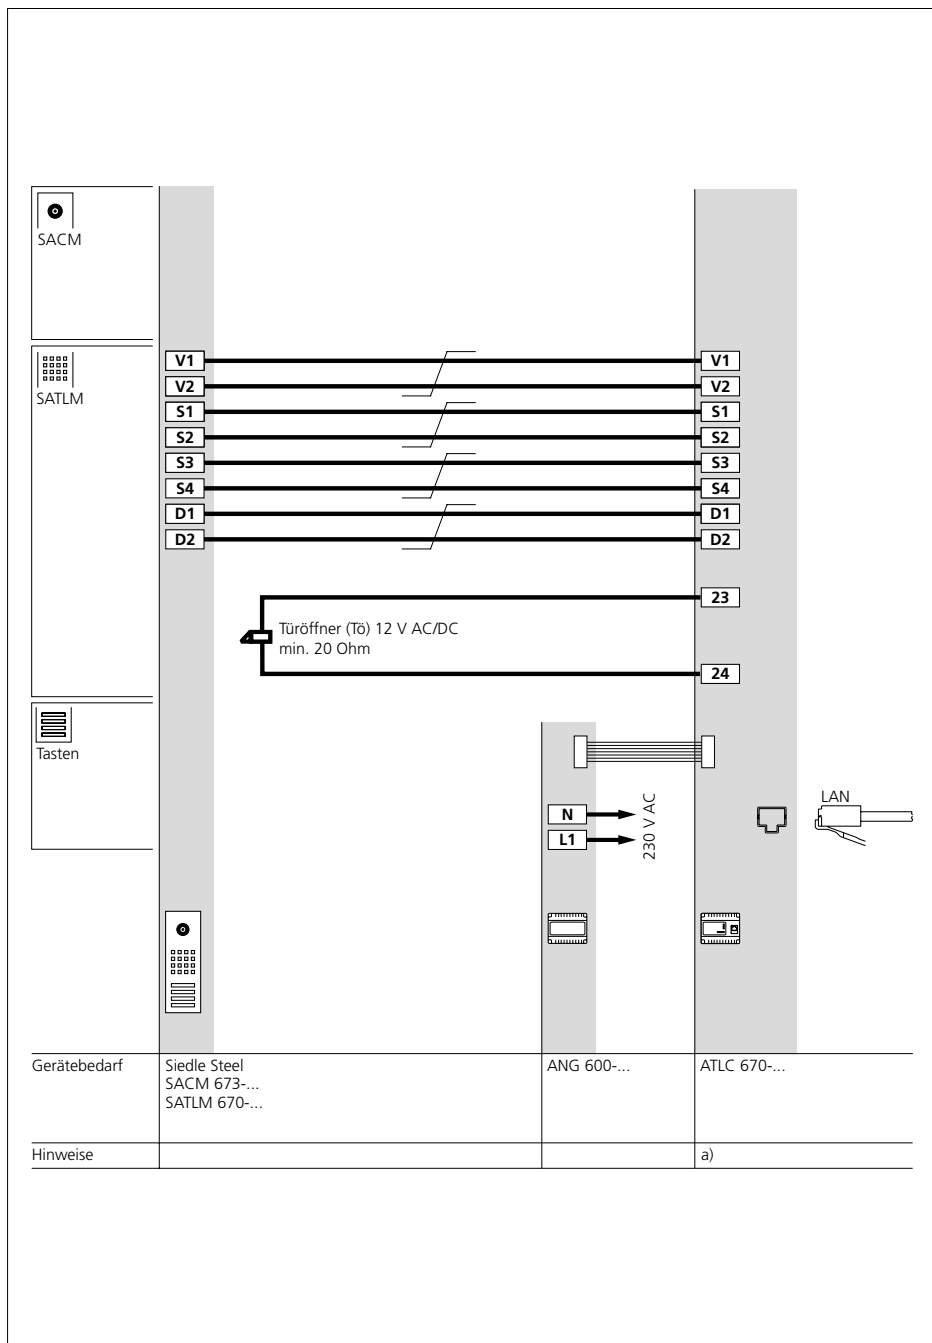 SACM
SATLM
V1 V1
V2 V2
S1 S1
S2 S2
S3 S3
S4 S4
D1 D1
D2 D2
23
Türöffner (Tö) 12 V AC/DC
min. 20 Ohm
24
Tasten
N
L1
230 V AC
LAN
Gerätebedarf
Siedle Steel
SACM 673-...
SATLM 670-...
ANG 600-...
ATLC 670-...
Hinweise
a)